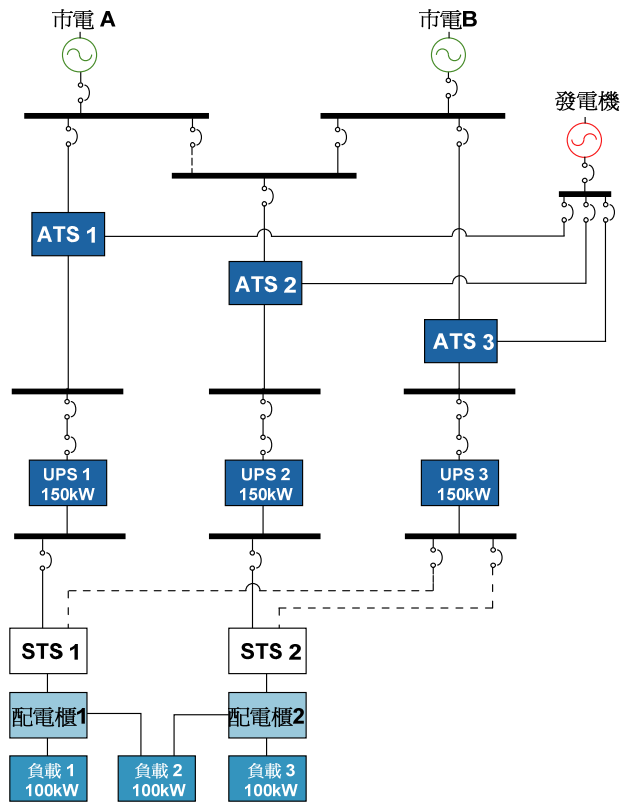 市電 A
市電B
發電機
ATS 1
ATS 2
ATS 3
UPS 1
150kW
UPS 2
150kW
UPS 3
150kW
STS 1
STS 2
配電櫃1
配電櫃2
負載 1
100kW
負載 2
100kW
負載 3
100kW